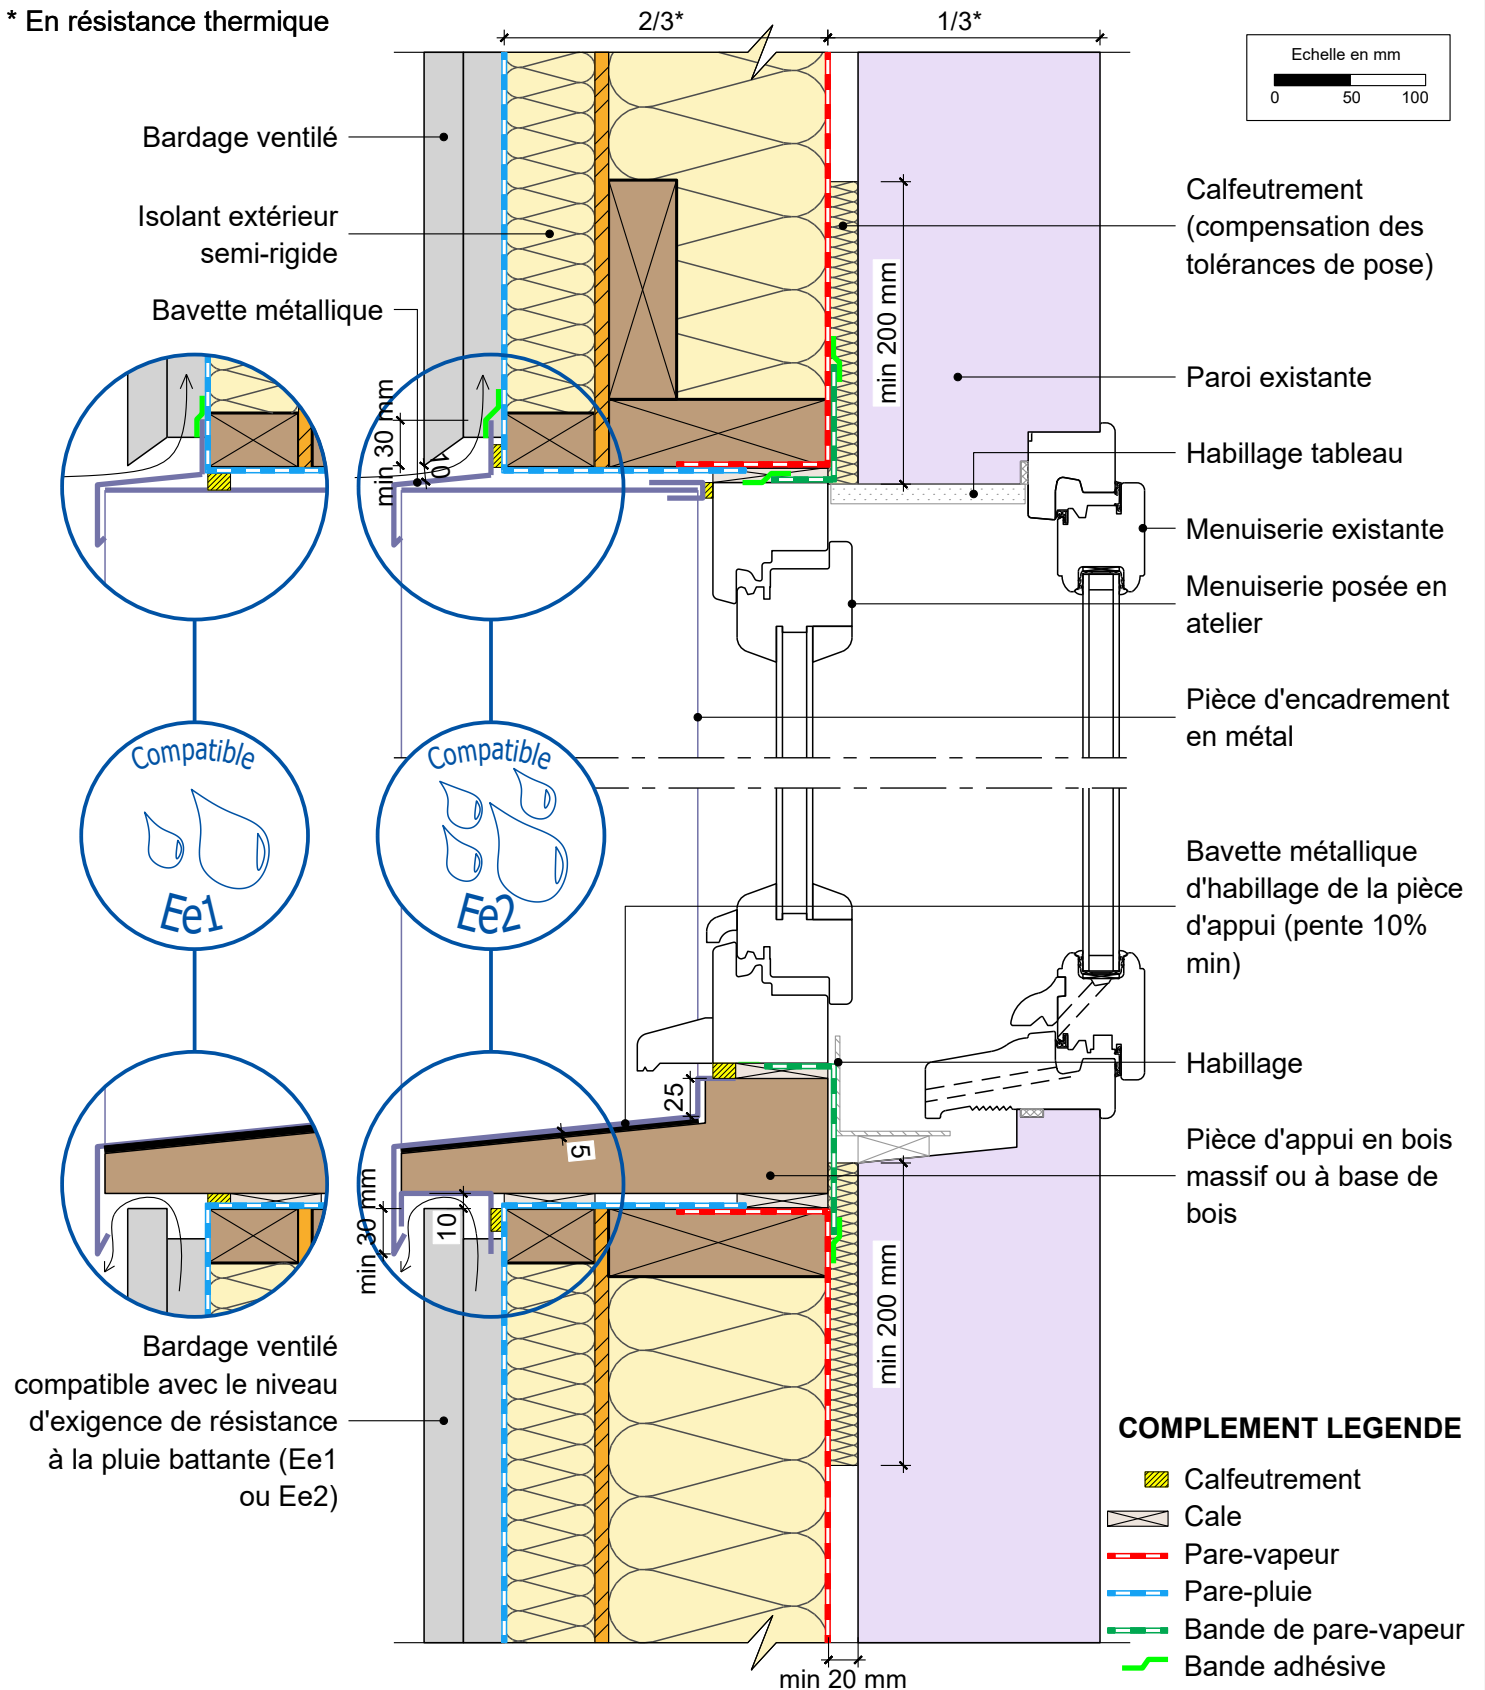 * En résistance thermique
2/3*
1/3*
Echelle en mm
0 50 100
Bardage ventilé
Isolant extérieur
semi-rigide
Bavette métallique
Calfeutrement
(compensation des
tolérances de pose)
min 200 mm
Paroi existante
min 30 mm
10
Habillage tableau
Menuiserie existante
Menuiserie posée en
atelier
Pièce d'encadrement
en métal
Compatible
Ee1
Compatible
Ee2
Bavette métallique
d'habillage de la pièce
d'appui (pente 10%
min)
Habillage
25
5
Pièce d'appui en bois
massif ou à base de
bois
min 30 mm
10
min 200 mm
Bardage ventilé
compatible avec le niveau
d'exigence de résistance
à la pluie battante (Ee1
ou Ee2)
COMPLEMENT LEGENDE
Calfeutrement
Cale
Pare-vapeur
Pare-pluie
Bande de pare-vapeur
Bande adhésive
min 20 mm